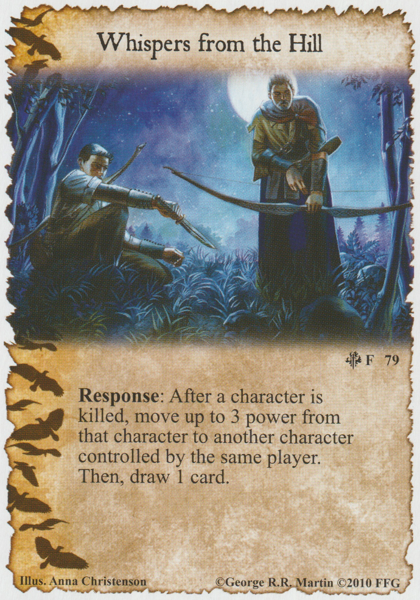 Whispers from the Hill
F 79
Response: After a character is
killed, move up to 3 power from
that character to another character
controlled by the same player.
Then, draw 1 card.
Illus. Anna Christenson ©George R.R. Martin ©2010 FFG